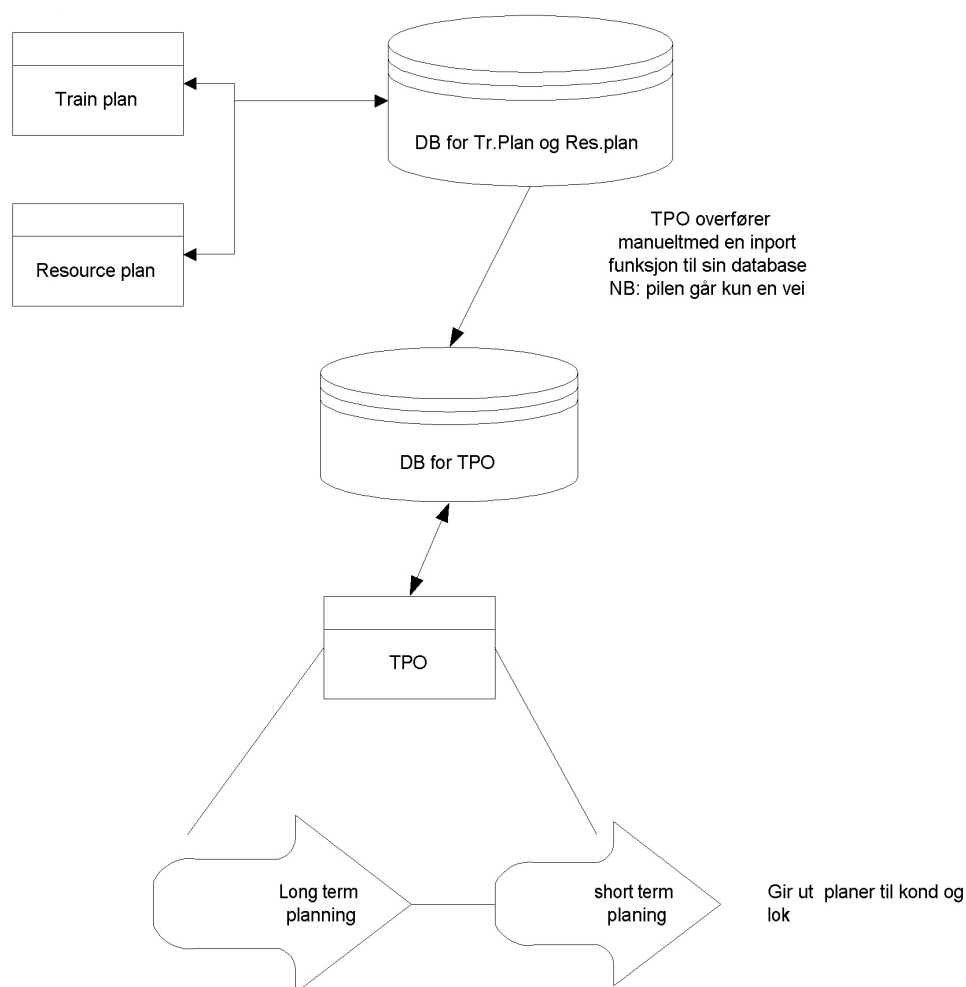 Train plan
DB for Tr.Plan og Res.plan
Resource plan
TPO overfører
manueltmed en inport
funksjon til sin database
NB: pilen går kun en vei
DB for TPO
TPO
Long term
planning
short term
planing
Gir ut planer til kond og
lok